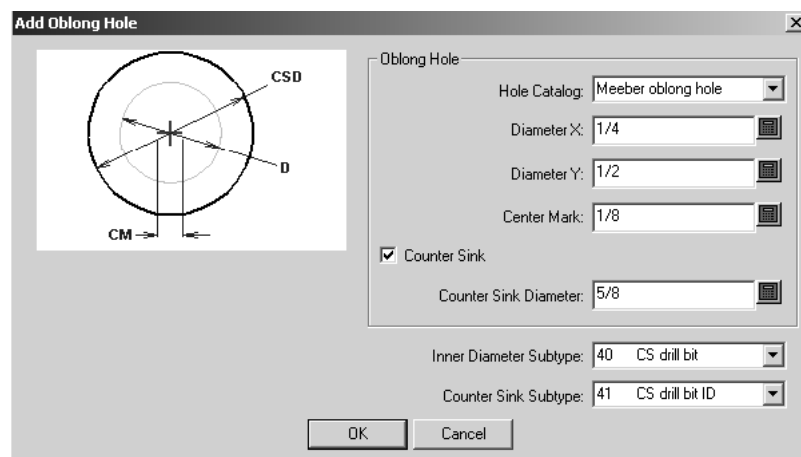 Add Oblong Hole
CSD
D
CM
Oblong Hole
Hole Catalog: Meeber oblong hole
Diameter X: 1/4
Diameter Y: 1/2
Center Mark: 1/8
Counter Sink
Counter Sink Diameter: 5/8
Inner Diameter Subtype: 40 CS drill bit
Counter Sink Subtype: 41 CS drill bit ID
OK Cancel